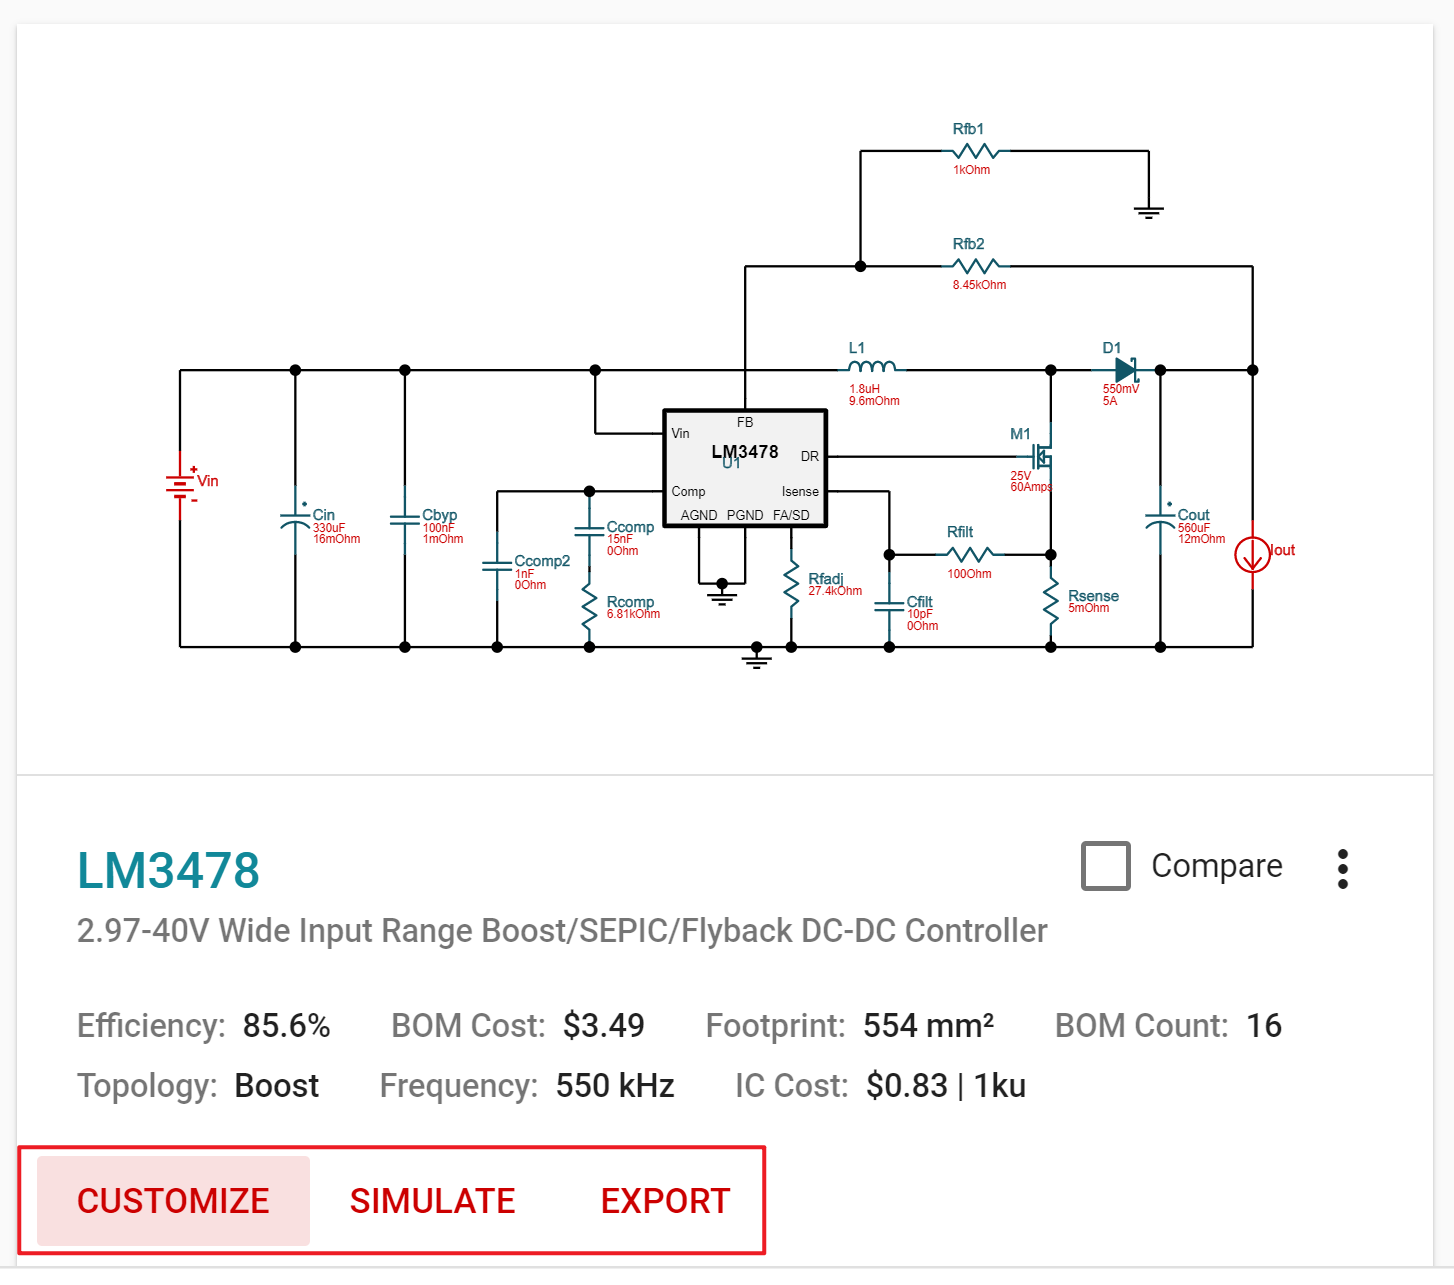 Rfb1
1kOhm
Rfb2
8.45kOhm
L1
1.8uH
9.6mOhm
D1
550mV
5A
FB
Vin
LM3478
U1
DR
Comp
Isense
AGND PGND FA/SD
M1
25V
60Amps
Vin
Cin
330uF
16mOhm
Cbyp
100nF
1mOhm
Ccomp2
1nF
0Ohm
Ccomp
15nF
0Ohm
Rcomp
6.81kOhm
Rfadj
27.4kOhm
Cfilt
10pF
0Ohm
Rfilt
100Ohm
Rsense
5mOhm
Cout
560uF
12mOhm
Iout
LM3478
Compare
2.97-40V Wide Input Range Boost/SEPIC/Flyback DC-DC Controller
Efficiency: 85.6% BOM Cost: $3.49 Footprint: 554 mm² BOM Count: 16
Topology: Boost Frequency: 550 kHz IC Cost: $0.83 | 1ku
CUSTOMIZE SIMULATE EXPORT